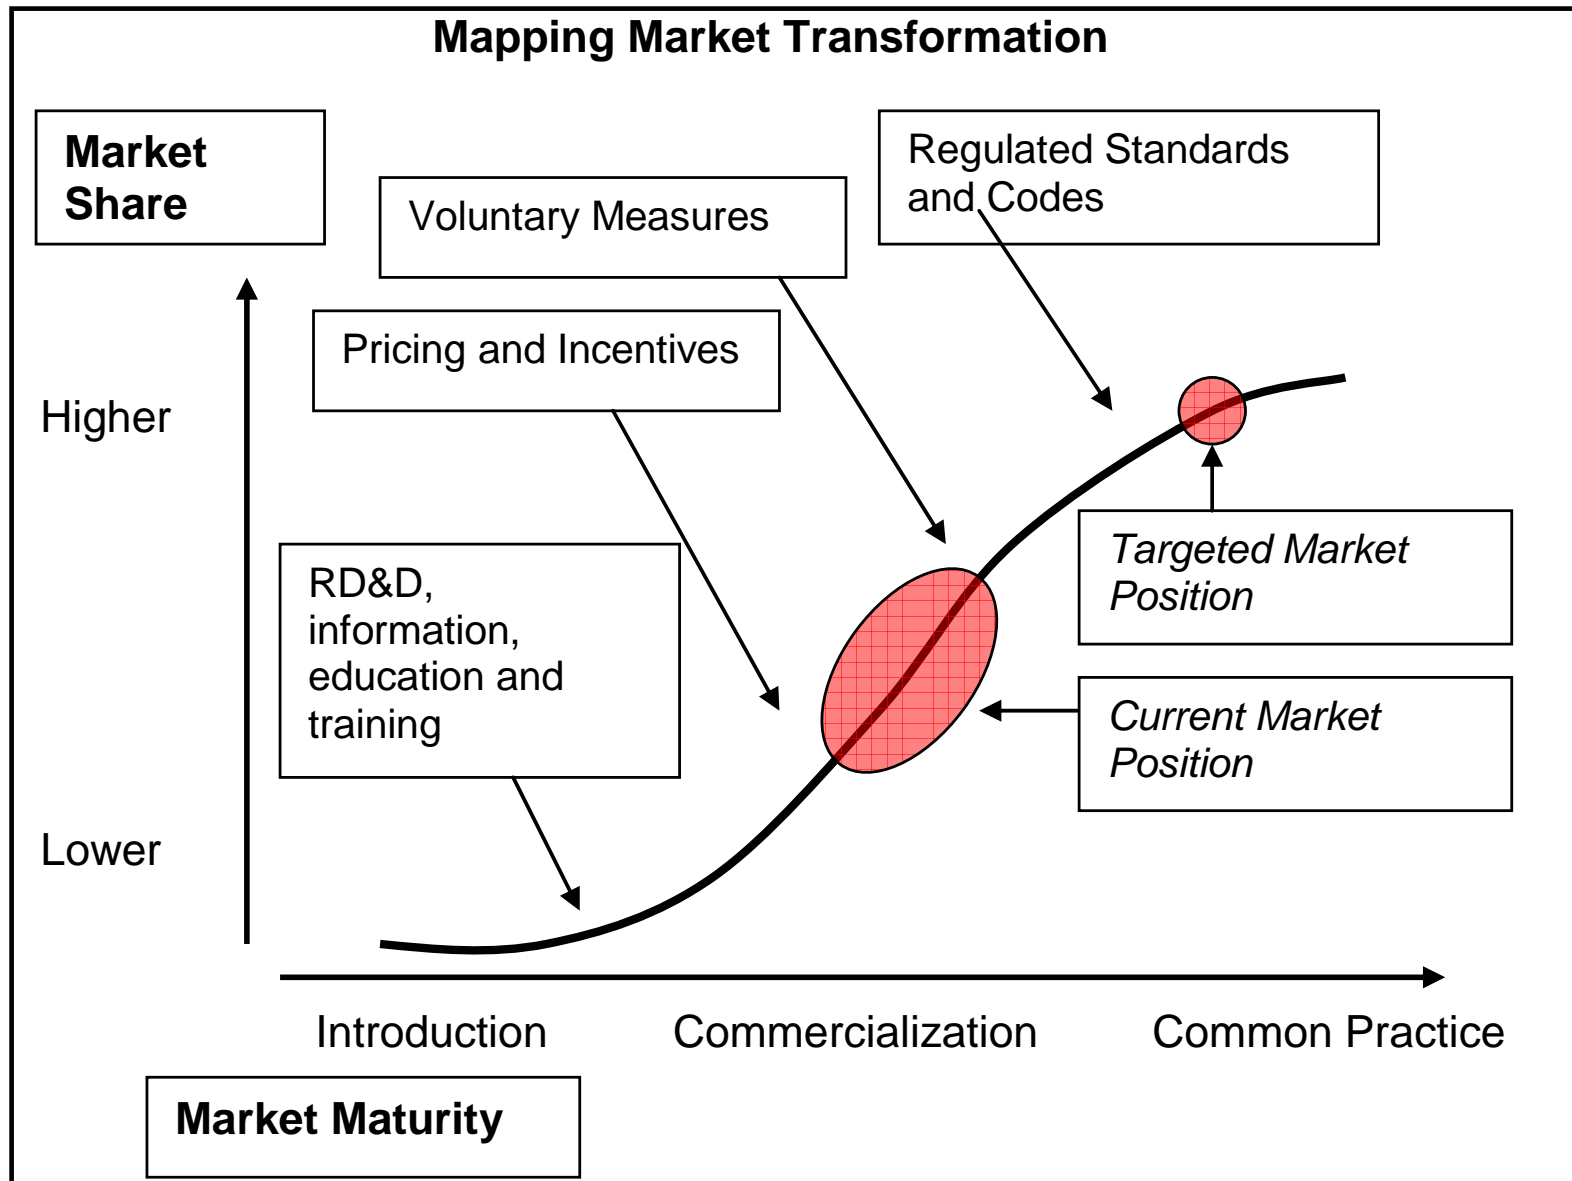 Mapping Market Transformation
Market
Share
Regulated Standards
and Codes
Voluntary Measures
Pricing and Incentives
Higher
RD&D,
information,
education and
training
Targeted Market
Position
Current Market
Position
Lower
Introduction
Commercialization
Common Practice
Market Maturity